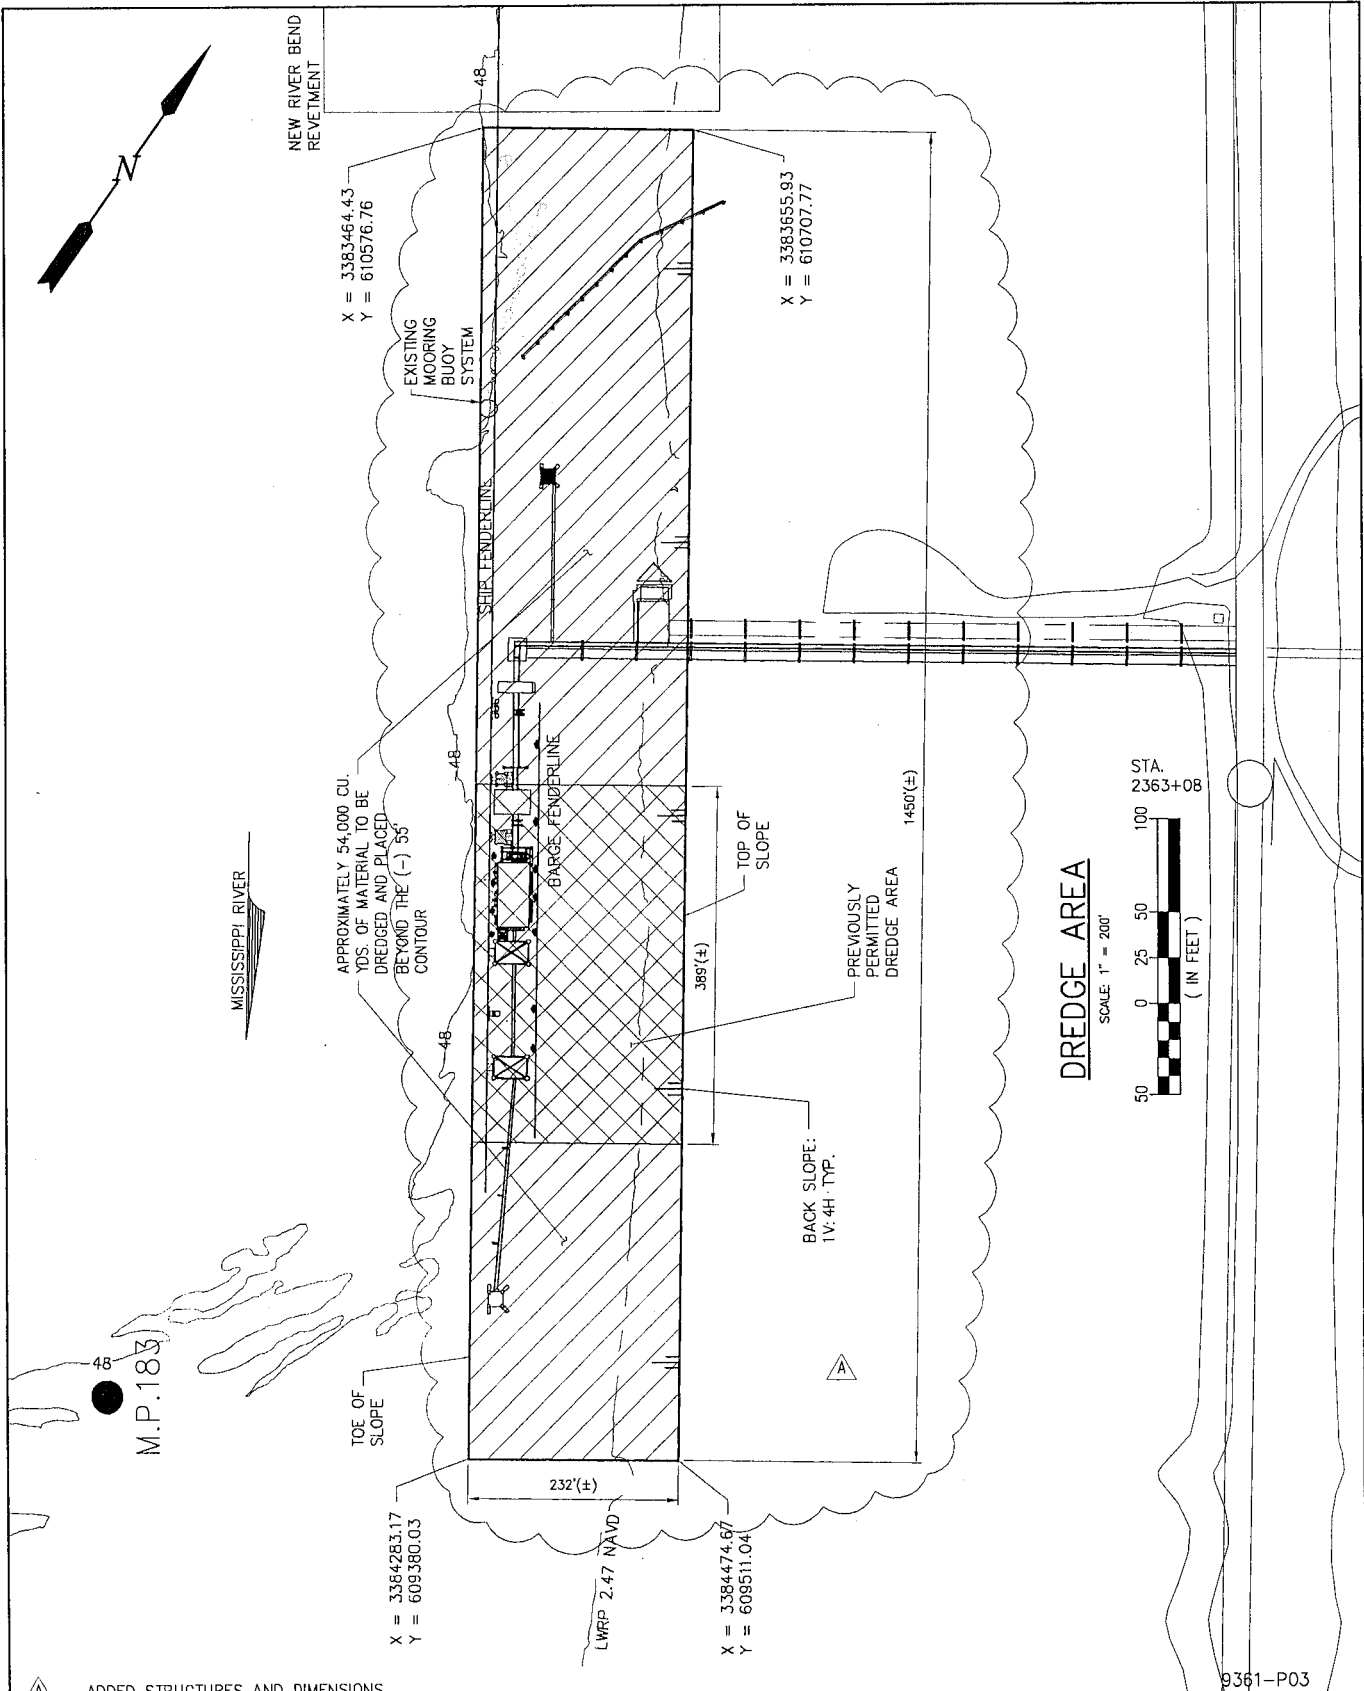 NEW RIVER BEND
REVETMENT
N
X = 3383464.43
Y = 610576.76
48
EXISTING
MOORING
BUOY
SYSTEM
SHIP FENDERLINE
X = 3383655.93
Y = 610707.77
MISSISSIPPI RIVER
APPROXIMATELY 54,000 CU.
YDS. OF MATERIAL TO BE
DREDGED AND PLACED
BEYOND THE (-) 55'
CONTOUR
48
48
BARGE FENDERLINE
TOP OF
SLOPE
389'(±)
1450'(±)
PREVIOUSLY
PERMITTED
DREDGE AREA
BACK SLOPE:
1V:4H TYP.
STA.
2363+08
DREDGE AREA
SCALE: 1" = 200'
50 0 25 50 100
( IN FEET )
48
M.P.183
TOE OF
SLOPE
232'(±)
A
X = 3384283.17
Y = 609380.03
LWRP 2.47 NAVD
X = 3384474.67
Y = 609511.04
ADDED STRUCTURES AND DIMENSIONS
9361-P03